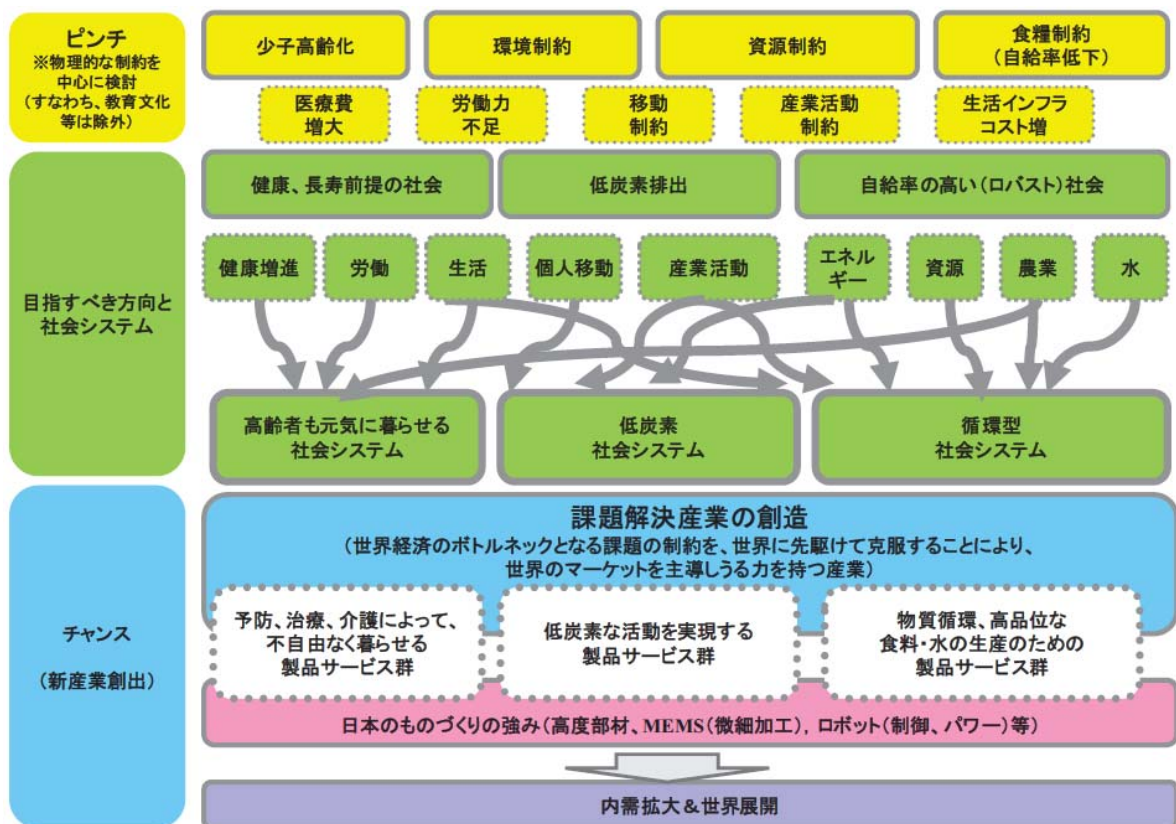 ピンチ
※物理的な制約を
中心に検討
(すなわち、教育文化
等は除外)
少子高齢化
環境制約
資源制約
食糧制約
(自給率低下)
医療費
増大
労働力
不足
移動
制約
産業活動
制約
生活インフラ
コスト増
目指すべき方向と
社会システム
健康、長寿前提の社会
低炭素排出
自給率の高い(ロバスト)社会
健康増進
労働
生活
個人移動
産業活動
エネル
ギー
資源
農業
水
高齢者も元気に暮らせる
社会システム
低炭素
社会システム
循環型
社会システム
チャンス
(新産業創出)
課題解決産業の創造
(世界経済のボトルネックとなる課題の制約を、世界に先駆けて克服することにより、
世界のマーケットを主導しうる力を持つ産業)
予防、治療、介護によって、
不自由なく暮らせる
製品サービス群
低炭素な活動を実現する
製品サービス群
物質循環、高品位な
食料・水の生産のための
製品サービス群
日本のものづくりの強み(高度部材、MEMS(微細加工), ロボット(制御、パワー)等)
内需拡大&世界展開